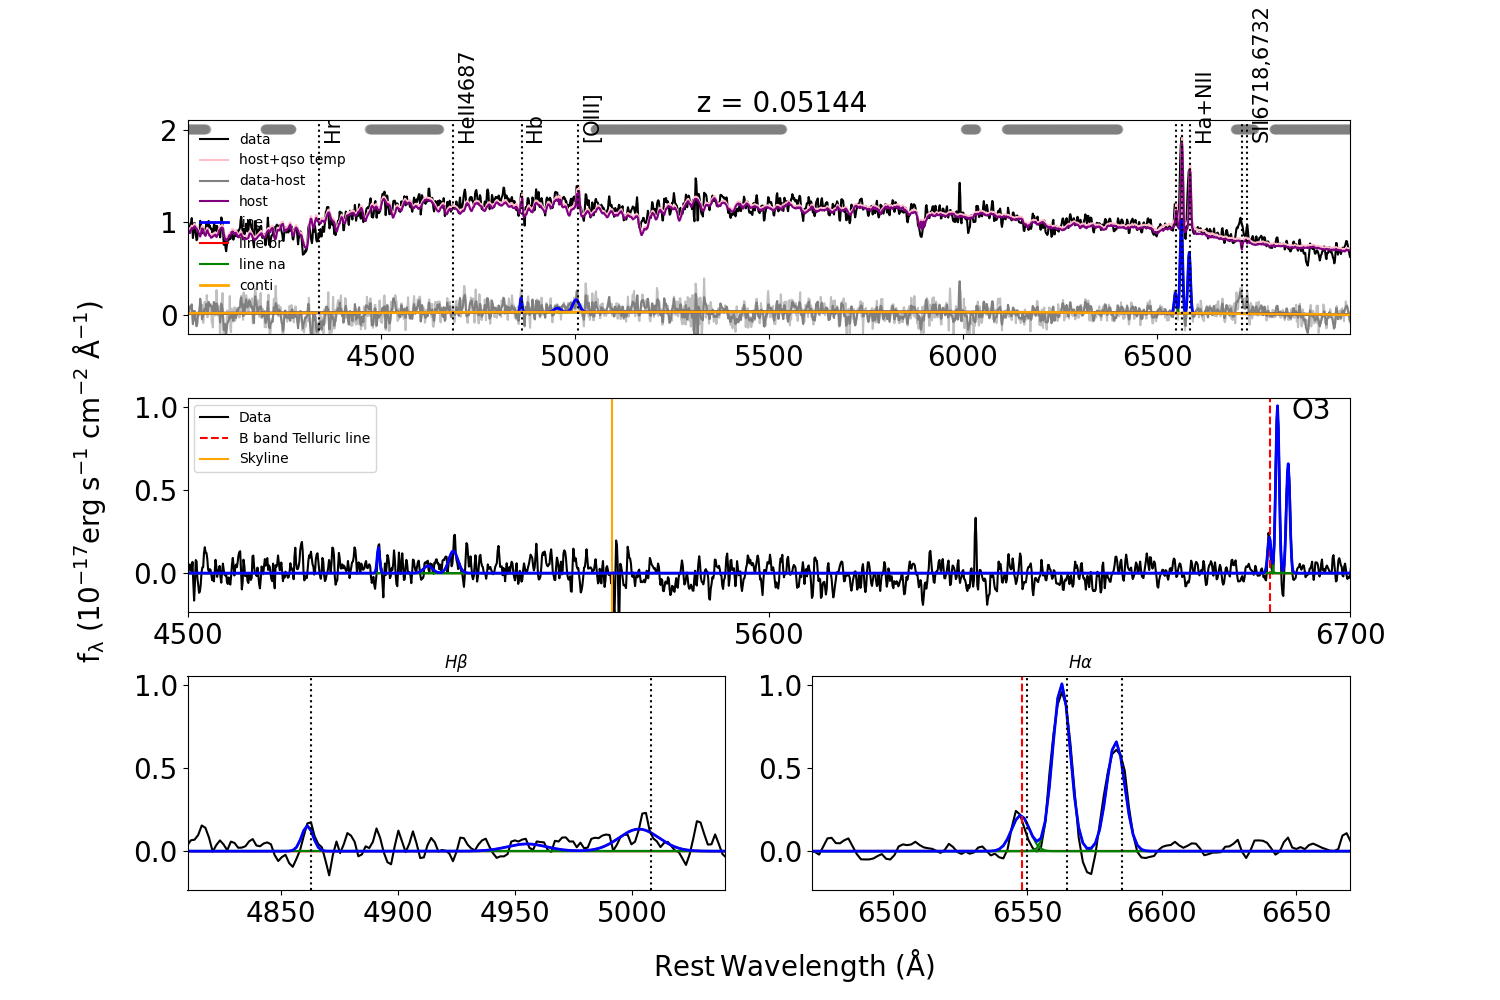 z = 0.05144
Hr
HeII4687
Hb
[OIII]
Ha+NII
SII6718,6732
data
host+qso temp
data-host
host
line
line br
line na
conti
2
1
0
4500 5000 5500 6000 6500
f_λ (10^{-17} erg s^{-1} cm^{-2} Å^{-1})
Data
B band Telluric line
Skyline
O3
1.0
0.5
0.0
4500 5600 6700
Hβ
1.0
0.5
0.0
4850 4900 4950 5000
Hα
1.0
0.5
0.0
6500 6550 6600 6650
Rest Wavelength (Å)